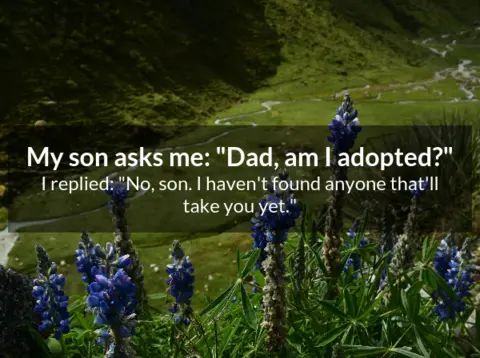 My son asks me: "Dad, am I adopted?"
I replied: "No, son. I haven't found anyone that'll
take you yet."